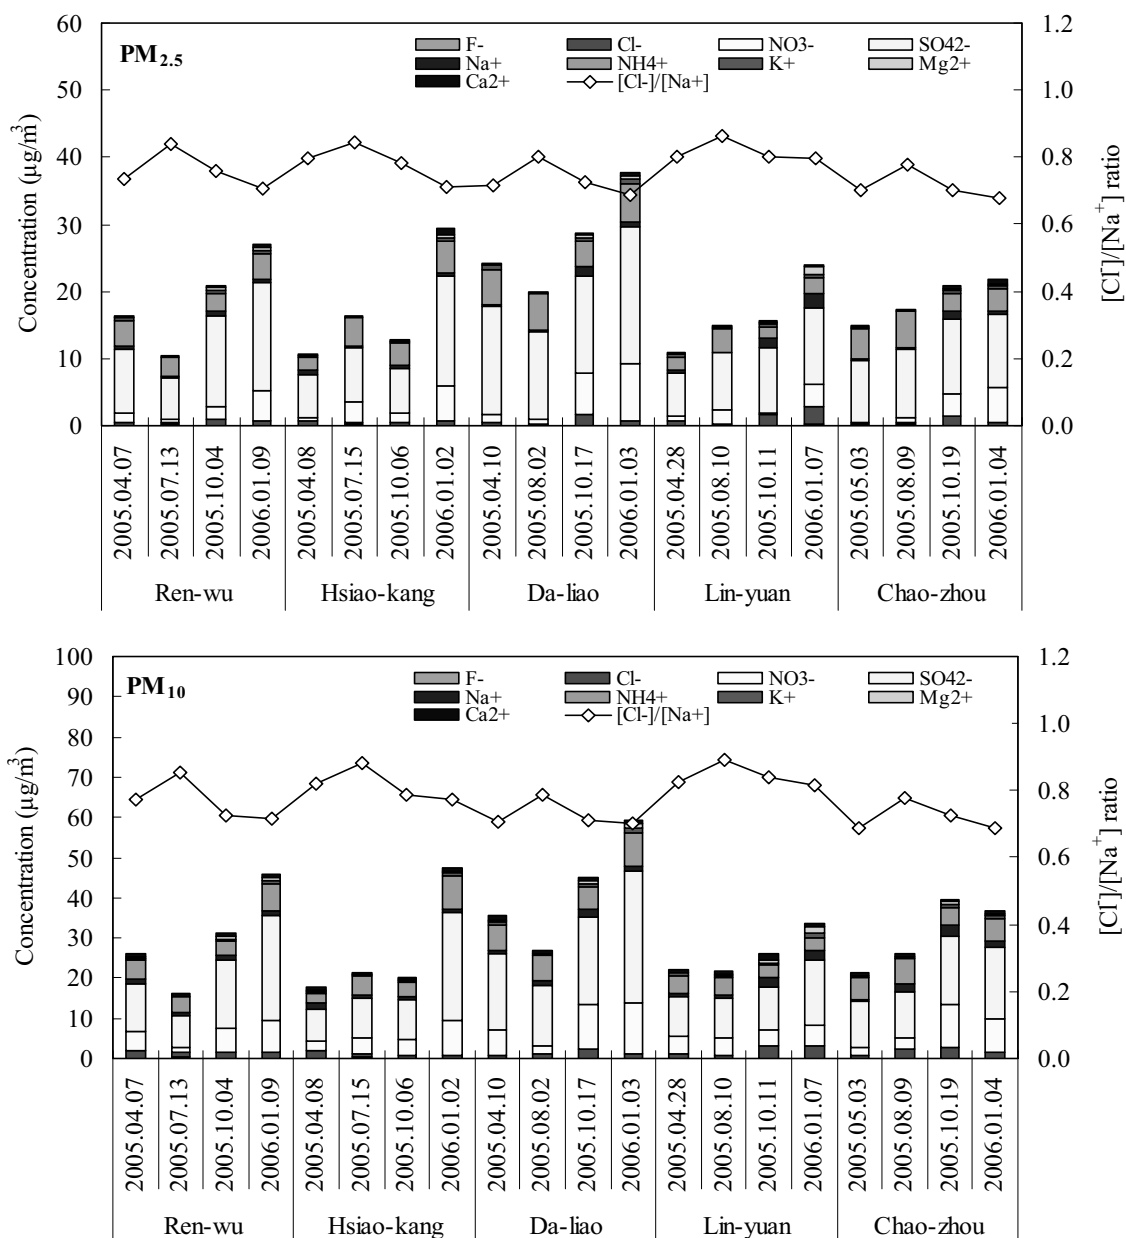 PM2.5
F- Cl- NO3- SO42-
Na+ NH4+ K+ Mg2+
Ca2+ [Cl-]/[Na+]
60
50
40
30
20
10
0
Concentration (μg/m3)
1.2
1.0
0.8
0.6
0.4
0.2
0.0
[Cl-]/[Na+] ratio
2005.04.07 2005.07.13 2005.10.04 2006.01.09 2005.04.08 2005.07.15 2005.10.06 2006.01.02 2005.04.10 2005.08.02 2005.10.17 2006.01.03 2005.04.28 2005.08.10 2005.10.11 2006.01.07 2005.05.03 2005.08.09 2005.10.19 2006.01.04
Ren-wu Hsiao-kang Da-liao Lin-yuan Chao-zhou
PM10
F- Cl- NO3- SO42-
Na+ NH4+ K+ Mg2+
Ca2+ [Cl-]/[Na+]
100
90
80
70
60
50
40
30
20
10
0
Concentration (μg/m3)
1.2
1.0
0.8
0.6
0.4
0.2
0.0
[Cl-]/[Na+] ratio
2005.04.07 2005.07.13 2005.10.04 2006.01.09 2005.04.08 2005.07.15 2005.10.06 2006.01.02 2005.04.10 2005.08.02 2005.10.17 2006.01.03 2005.04.28 2005.08.10 2005.10.11 2006.01.07 2005.05.03 2005.08.09 2005.10.19 2006.01.04
Ren-wu Hsiao-kang Da-liao Lin-yuan Chao-zhou